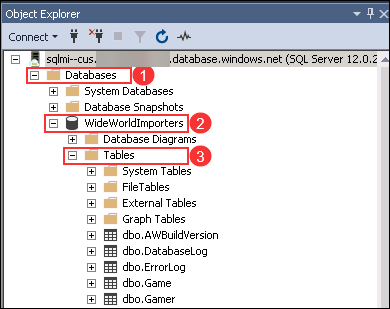 Object Explorer
Connect
sqlmi--cus. .database.windows.net (SQL Server 12.0.2
Databases 1
System Databases
Database Snapshots
WideWorldImporters 2
Database Diagrams
Tables 3
System Tables
FileTables
External Tables
Graph Tables
dbo.AWBuildVersion
dbo.DatabaseLog
dbo.ErrorLog
dbo.Game
dbo.Gamer